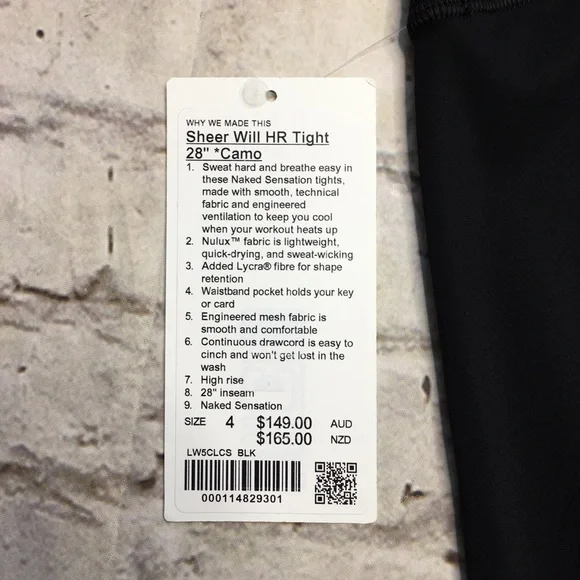 WHY WE MADE THIS
Sheer Will HR Tight
28" *Camo
1. Sweat hard and breathe easy in
these Naked Sensation tights,
made with smooth, technical
fabric and engineered
ventilation to keep you cool
when your workout heats up
2. Nulux™ fabric is lightweight,
quick-drying, and sweat-wicking
3. Added Lycra® fibre for shape
retention
4. Waistband pocket holds your key
or card
5. Engineered mesh fabric is
smooth and comfortable
6. Continuous drawcord is easy to
cinch and won't get lost in the
wash
7. High rise
8. 28" inseam
9. Naked Sensation
SIZE 4 $149.00 AUD
$165.00 NZD
LW5CLCS BLK
000114829301